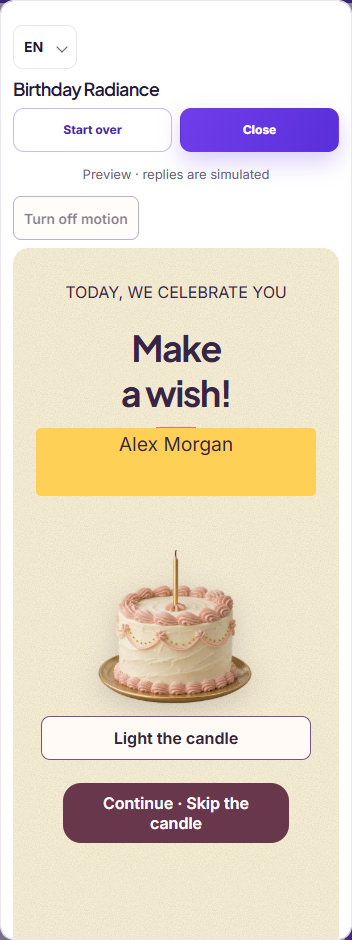 EN
Birthday Radiance
Start over
Close
Preview · replies are simulated
Turn off motion
TODAY, WE CELEBRATE YOU
Make
a wish!
Alex Morgan
Light the candle
Continue · Skip the
candle